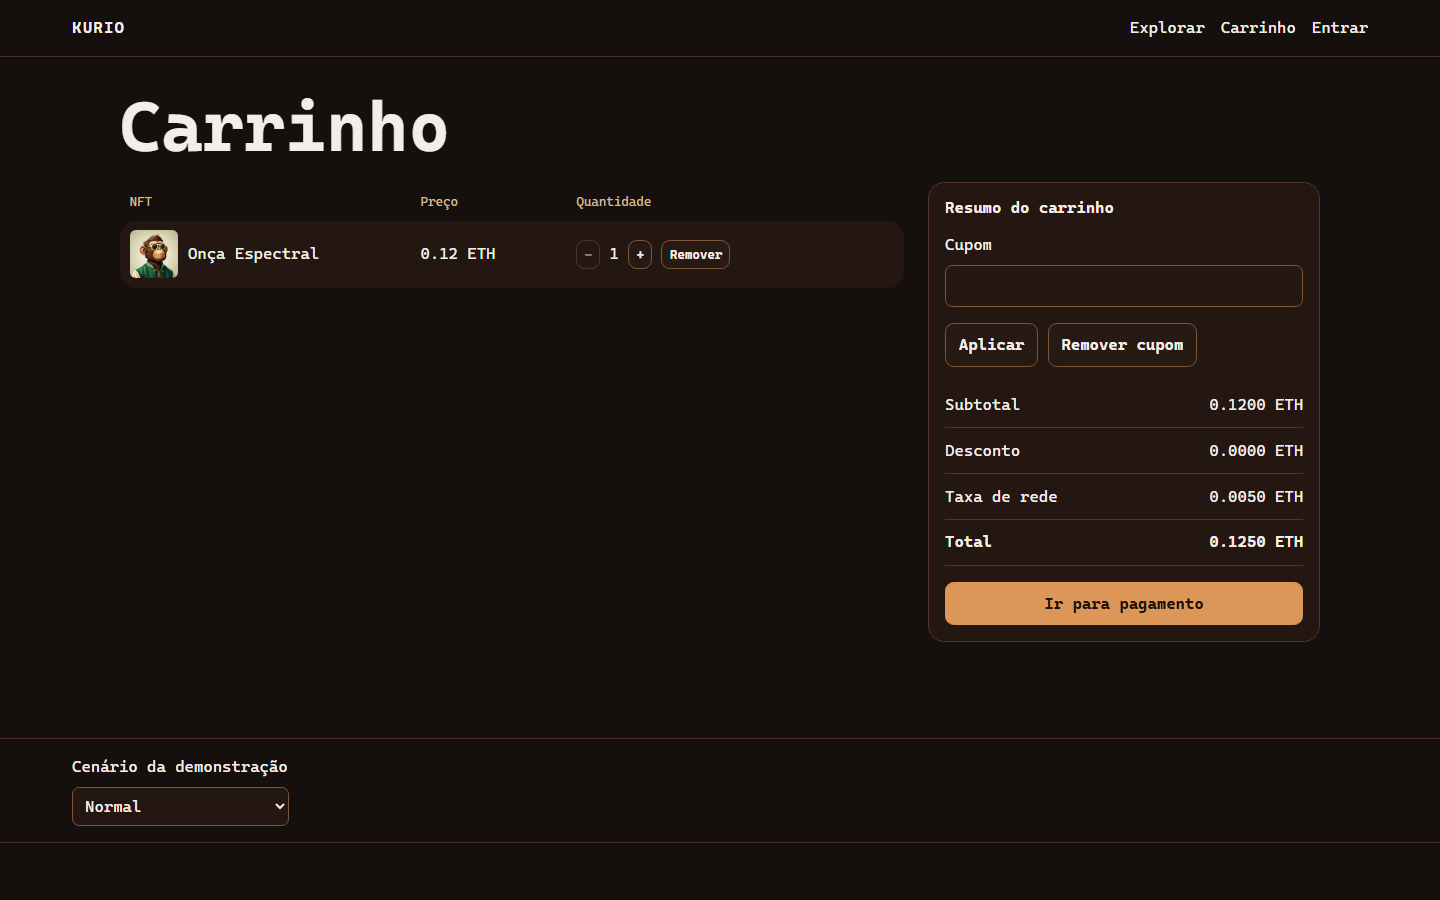 KURIO
Explorar Carrinho Entrar
Carrinho
NFT Preço Quantidade
Onça Espectral 0.12 ETH − 1 + Remover
Resumo do carrinho
Cupom
Aplicar Remover cupom
Subtotal 0.1200 ETH
Desconto 0.0000 ETH
Taxa de rede 0.0050 ETH
Total 0.1250 ETH
Ir para pagamento
Cenário da demonstração
Normal